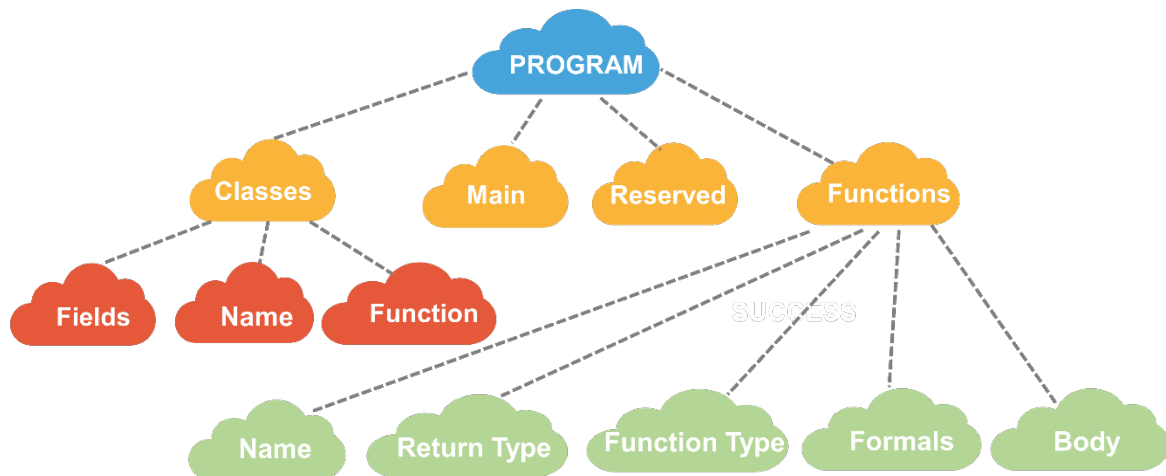 PROGRAM
Classes
Main
Reserved
Functions
Fields
Name
Function
SUCCESS
Name
Return Type
Function Type
Formals
Body